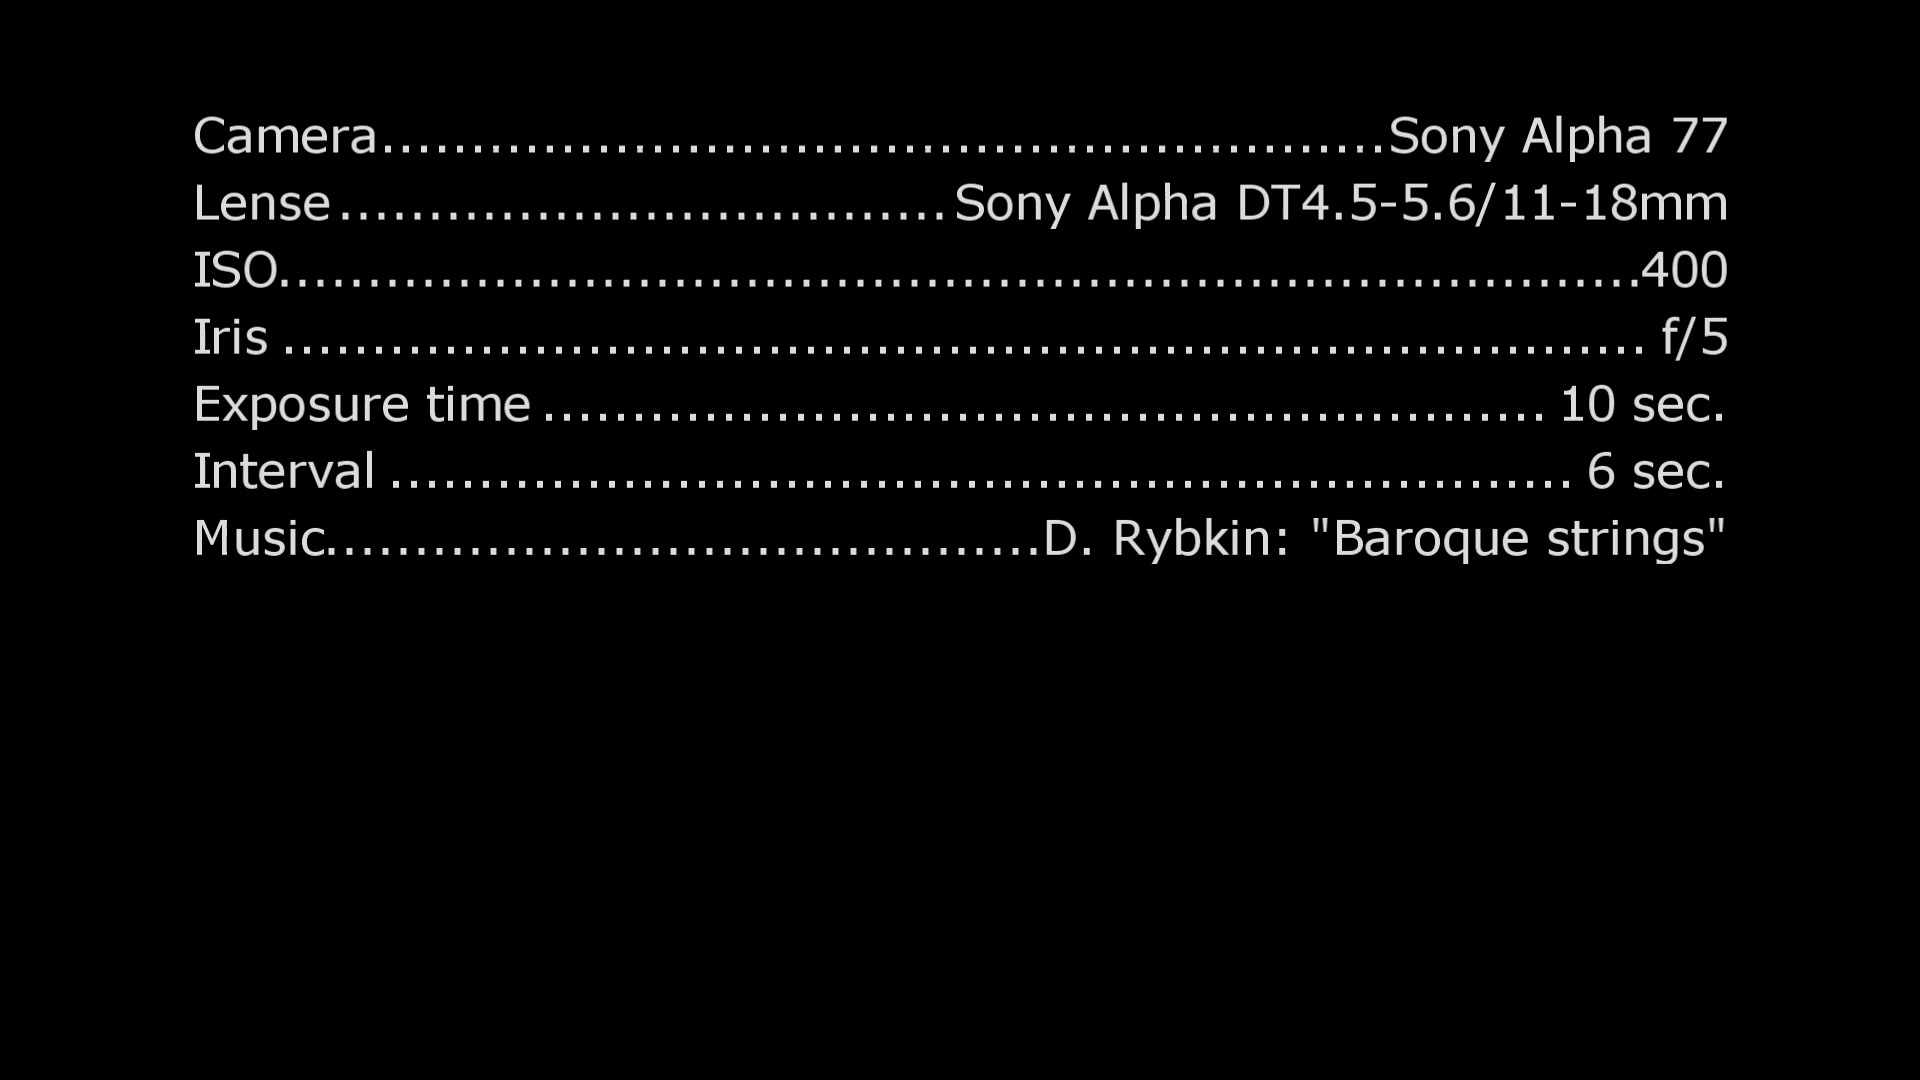 Camera........................................................Sony Alpha 77
Lense..................................Sony Alpha DT4.5-5.6/11-18mm
ISO............................................................................400
Iris ............................................................................ f/5
Exposure time ........................................................ 10 sec.
Interval .................................................................. 6 sec.
Music........................................D. Rybkin: "Baroque strings"